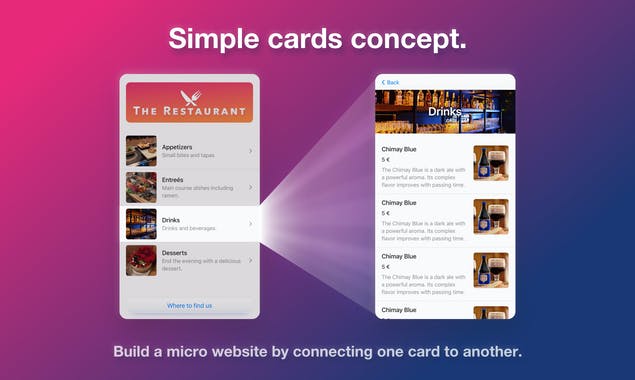 Simple cards concept.
THE RESTAURANT
Appetizers
Small bites and tapas
Entreés
Main course dishes including
ramen.
Drinks
Drinks and beverages.
Desserts
End the evening with a delicious
dessert.
Where to find us
Back
Drinks
Chimay Blue
5 €
The Chimay Blue is a dark ale with
a powerful aroma. Its complex
flavor improves with passing time.
Chimay Blue
5 €
The Chimay Blue is a dark ale with
a powerful aroma. Its complex
flavor improves with passing time.
Chimay Blue
5 €
The Chimay Blue is a dark ale with
a powerful aroma. Its complex
flavor improves with passing time.
Chimay Blue
Build a micro website by connecting one card to another.